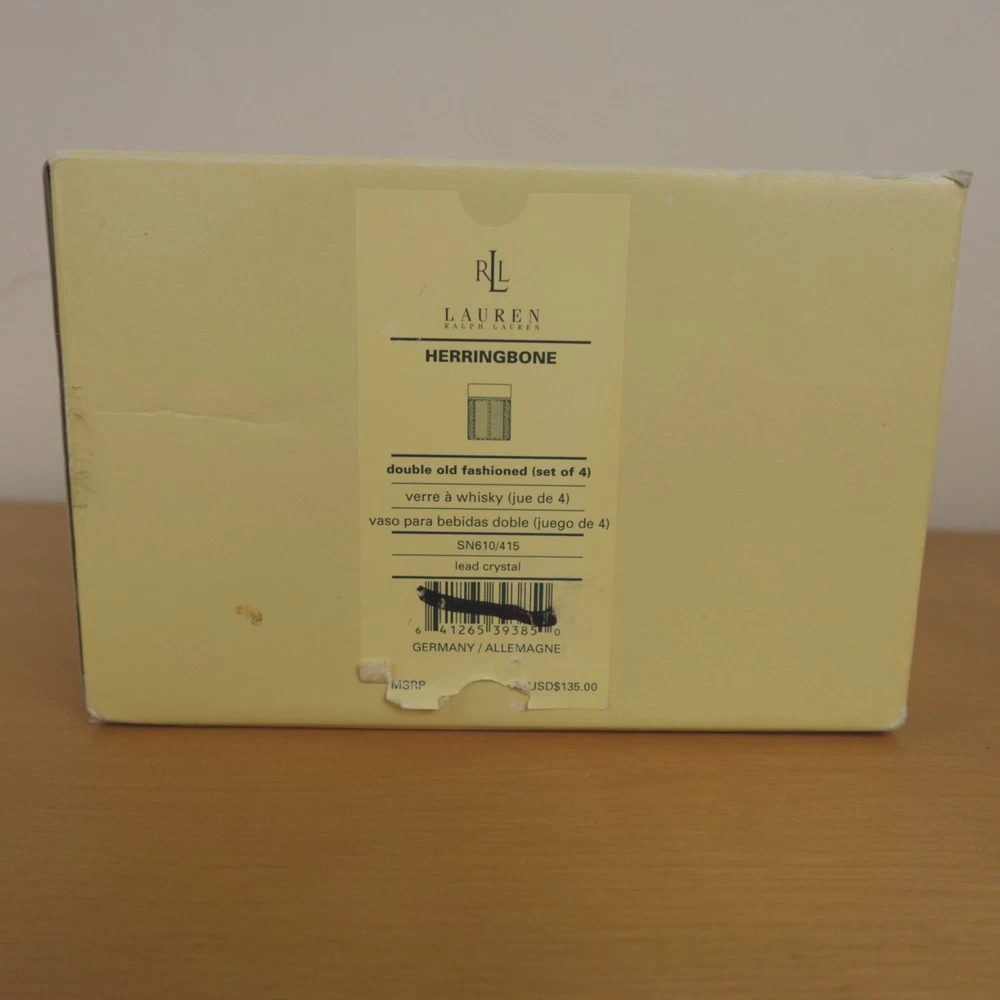 RLL
LAUREN
RALPH LAUREN
HERRINGBONE
double old fashioned (set of 4)
verre à whisky (jue de 4)
vaso para bebidas doble (juego de 4)
SN610/415
lead crystal
6 41265 39385 0
GERMANY / ALLEMAGNE
MSRP USD$135.00